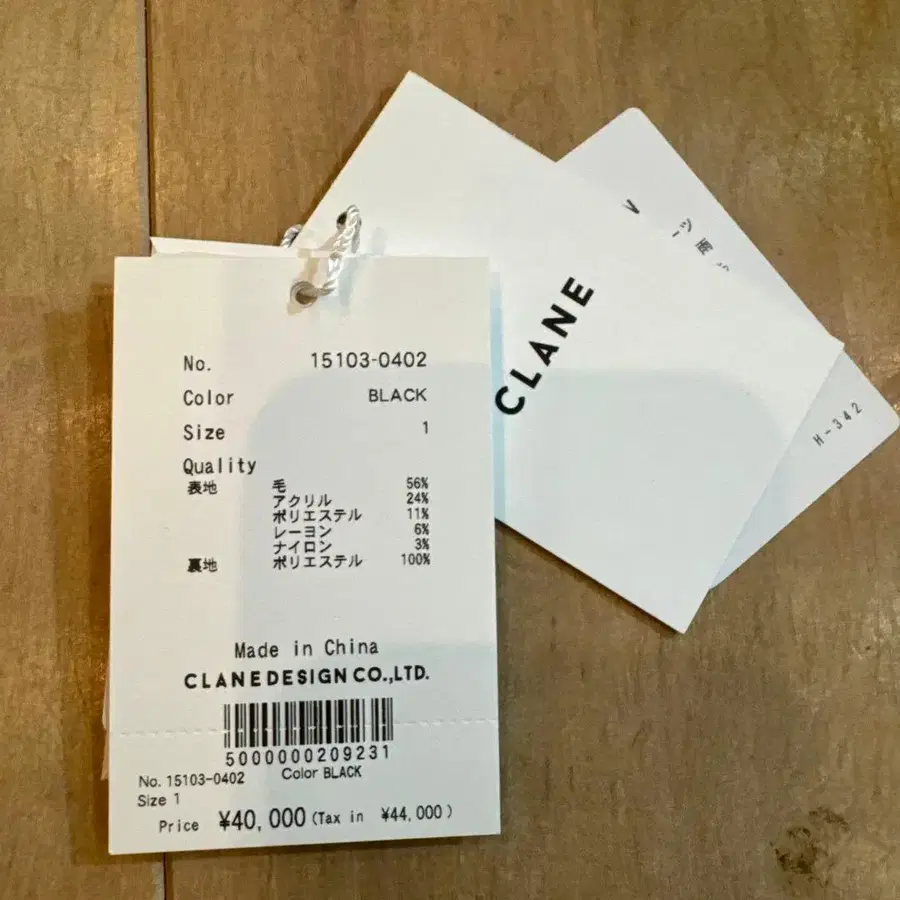 No. 15103-0402
Color BLACK
Size 1
Quality
表地 毛 56%
アクリル 24%
ポリエステル 11%
レーヨン 6%
ナイロン 3%
裏地 ポリエステル 100%
Made in China
CLANEDESIGN CO.,LTD.
5000000209231
No. 15103-0402 Color BLACK
Size 1
Price ¥40,000 (Tax in ¥44,000)
CLANE
H-342